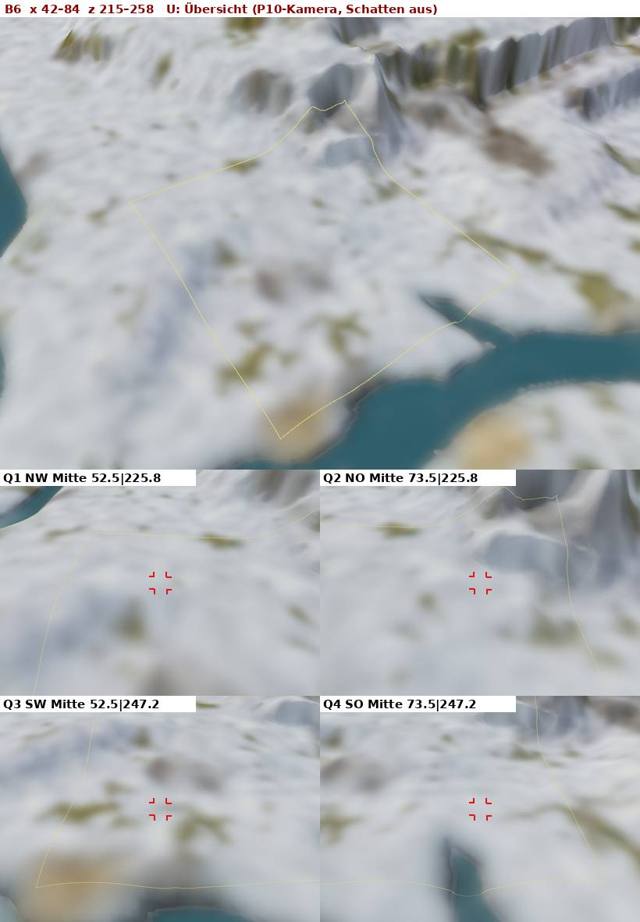 B6 x 42–84 z 215–258 U: Übersicht (P10-Kamera, Schatten aus)
Q1 NW Mitte 52.5|225.8
Q2 NO Mitte 73.5|225.8
Q3 SW Mitte 52.5|247.2
Q4 SO Mitte 73.5|247.2